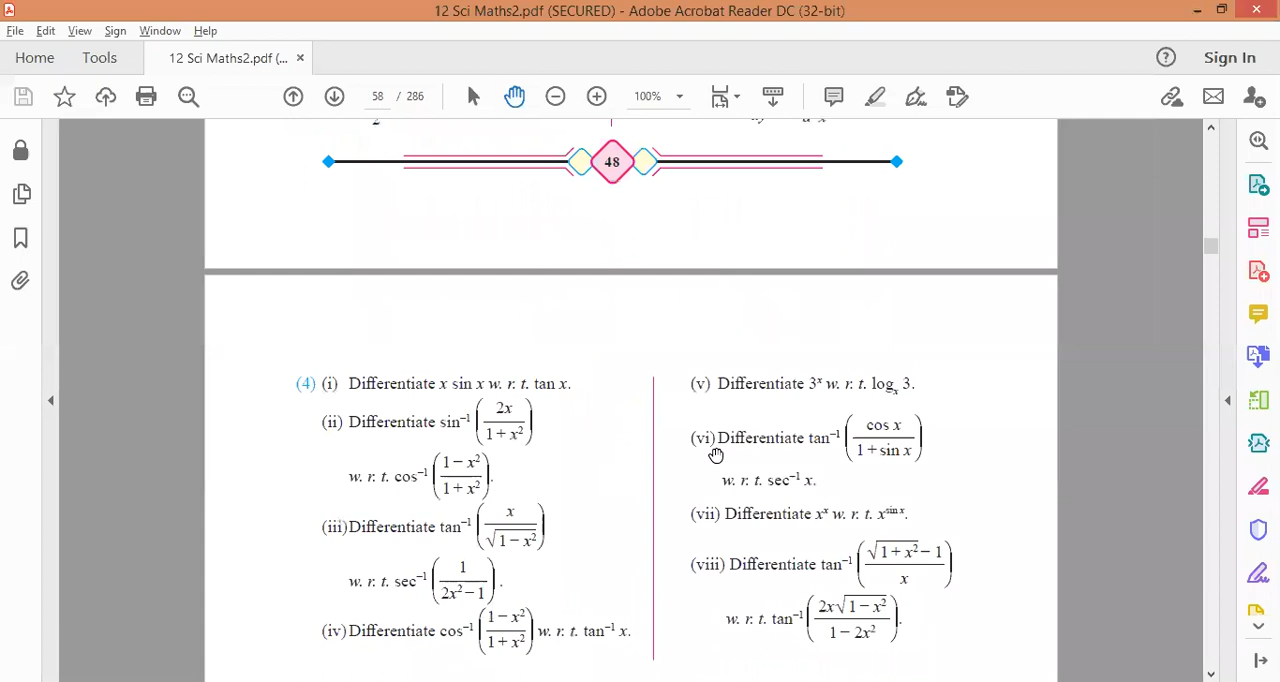 12 Sci Maths2.pdf (SECURED) - Adobe Acrobat Reader DC (32-bit)
File Edit View Sign Window Help
Home Tools 12 Sci Maths2.pdf (... × Sign In
58 / 286 100%
2
48
(4) (i) Differentiate x sin x w. r. t. tan x.
(ii) Differentiate sin⁻¹ (2x / 1 + x²)
w. r. t. cos⁻¹ (1 − x² / 1 + x²).
(iii)Differentiate tan⁻¹ (x / √(1 − x²))
w. r. t. sec⁻¹ (1 / 2x² − 1).
(iv)Differentiate cos⁻¹ (1 − x² / 1 + x²) w. r. t. tan⁻¹ x.
(v) Differentiate 3ˣ w. r. t. logₓ 3.
(vi)Differentiate tan⁻¹ (cos x / 1 + sin x)
w. r. t. sec⁻¹ x.
(vii) Differentiate xˣ w. r. t. x^sin x.
(viii) Differentiate tan⁻¹ (√(1 + x²) − 1 / x)
w. r. t. tan⁻¹ (2x√(1 − x²) / 1 − 2x²).